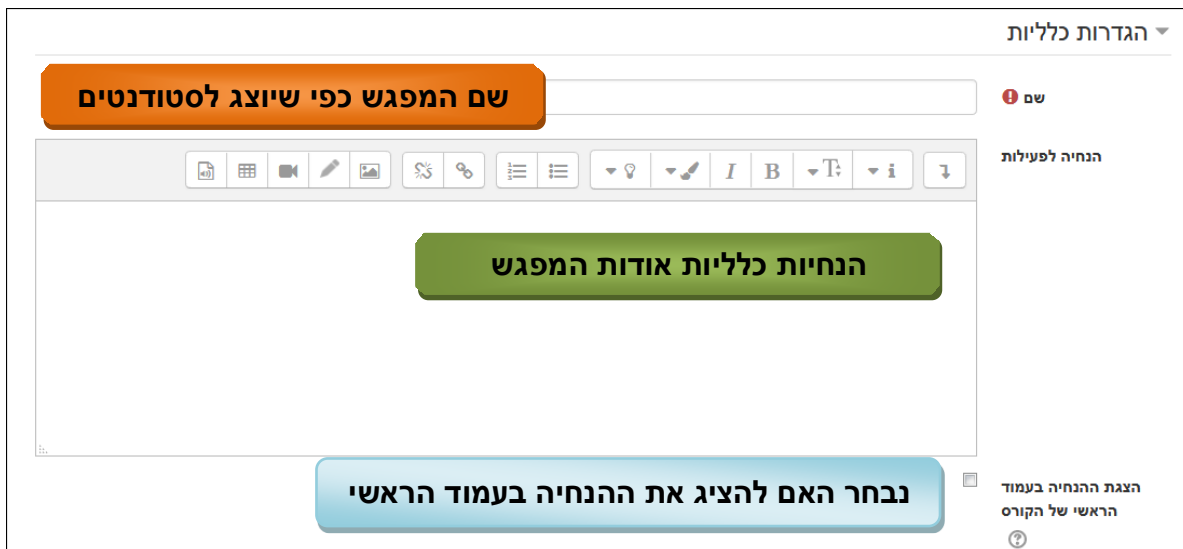 הגדרות כלליות
שם
שם המפגש כפי שיוצג לסטודנטים
הנחיה לפעילות
הנחיות כלליות אודות המפגש
הצגת ההנחיה בעמוד
הראשי של הקורס
נבחר האם להציג את ההנחיה בעמוד הראשי